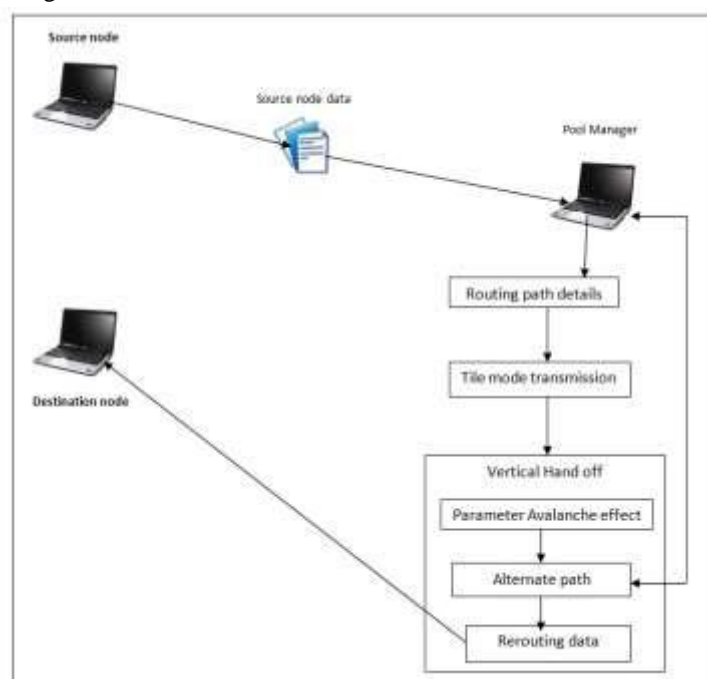 Source node
Source node data
Pool Manager
Routing path details
Tile mode transmission
Destination node
Vertical Hand off
Parameter Avalanche effect
Alternate path
Rerouting data